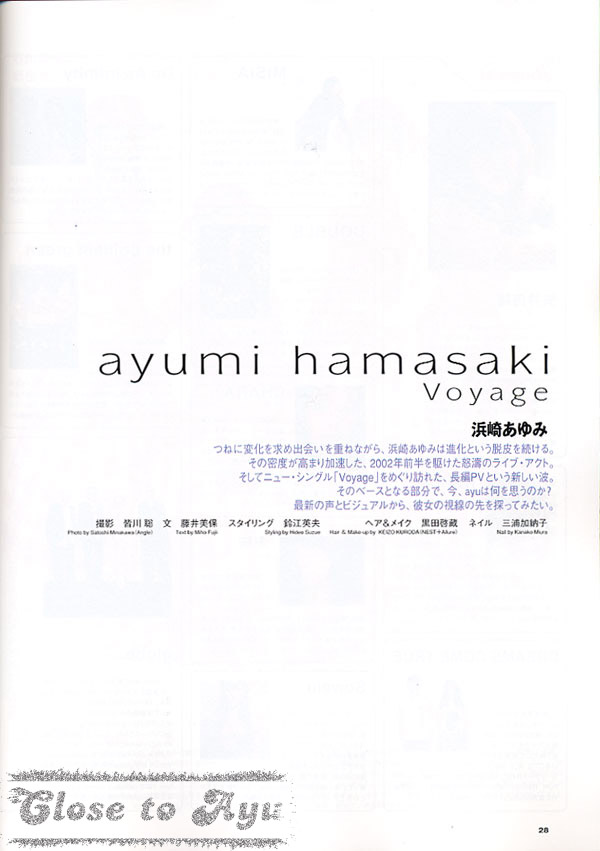 ayumi hamasaki
Voyage
浜崎あゆみ
つねに変化を求め出会いを重ねながら、浜崎あゆみは進化という脱皮を続ける。
その密度が高まり加速した、2002年前半を駆けた怒濤のライブ・アクト。
そしてニュー・シングル「Voyage」をめぐり訪れた、長編PVという新しい波。
そのベースとなる部分で、今、ayuは何を思うのか?
最新の声とビジュアルから、彼女の視線の先を探ってみたい。
撮影 皆川 聡 文 藤井美保 スタイリング 鈴江英夫 ヘア&メイク 黒田啓蔵 ネイル 三浦加納子
Photo by Satoshi Minakawa (Angle) Text by Miho Fujii Styling by Hideo Suzue Hair & Make-up by KEIZO KURODA (NEST+Allure) Nail by Kanako Miura
Close to Ayu
28